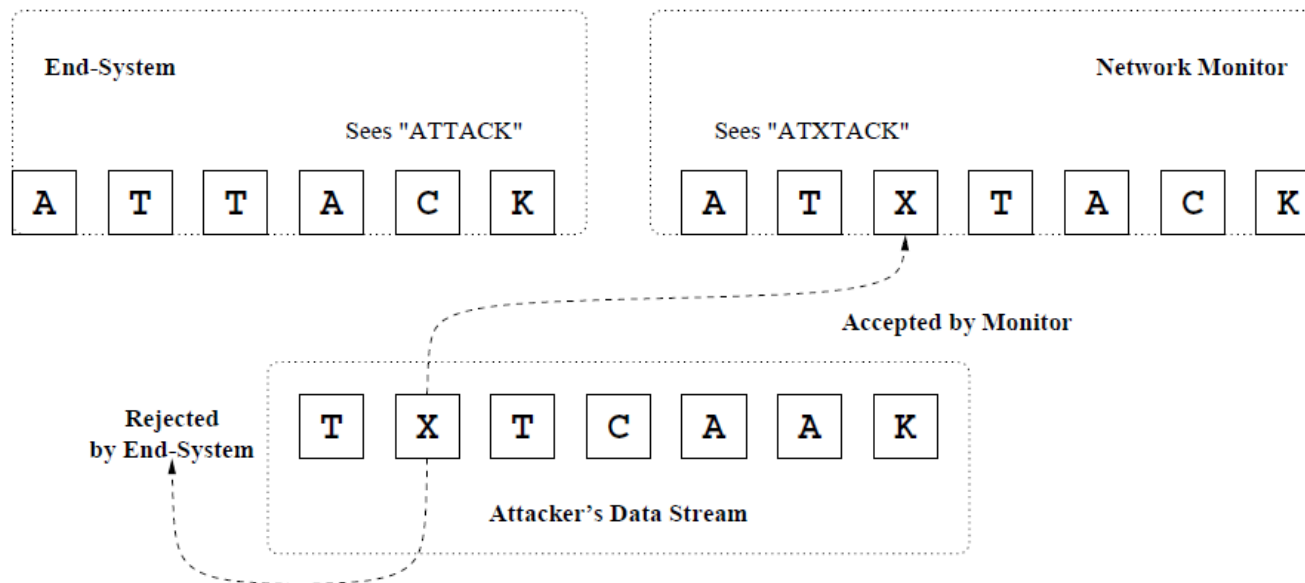 End-System
Network Monitor
Sees "ATTACK"
Sees "ATXTACK"
A T T A C K
A T X T A C K
Accepted by Monitor
T X T C A A K
Rejected
by End-System
Attacker’s Data Stream